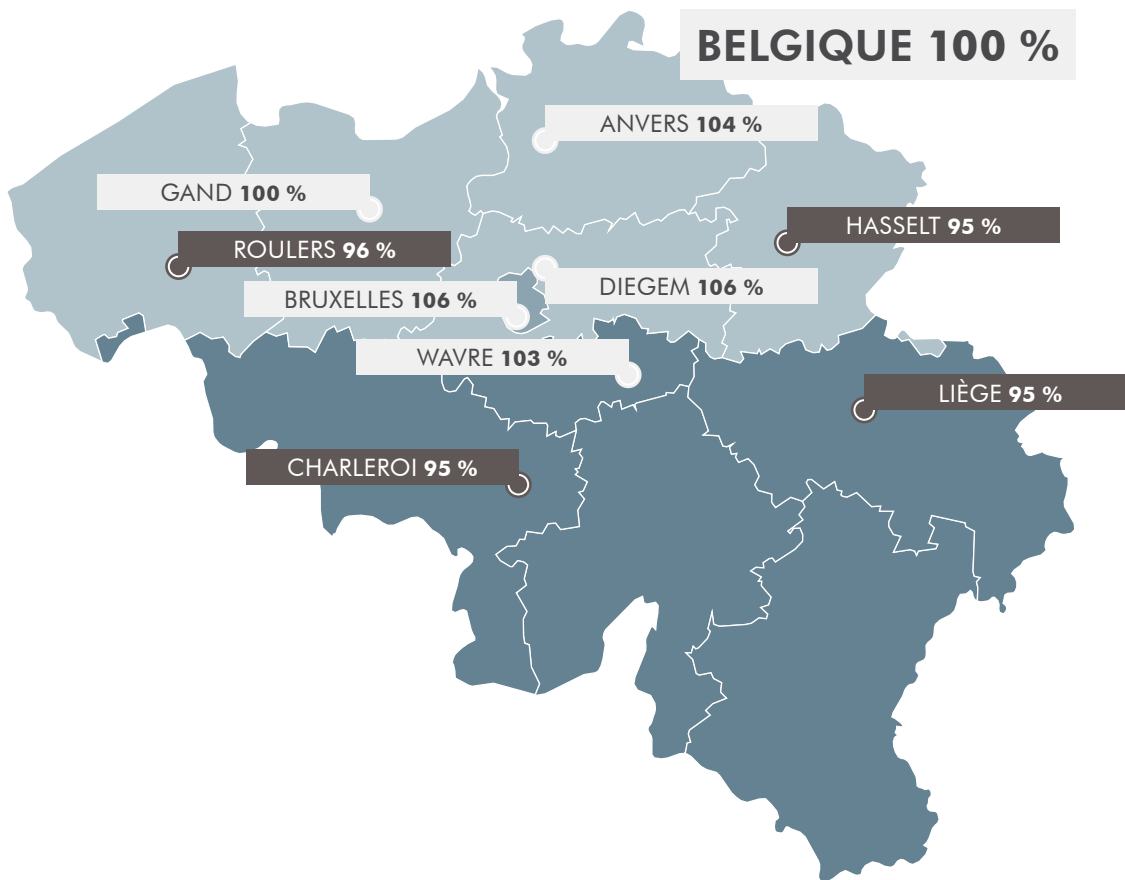 BELGIQUE 100 %
ANVERS 104 %
GAND 100 %
HASSELT 95 %
ROULERS 96 %
DIEGEM 106 %
BRUXELLES 106 %
WAVRE 103 %
LIÈGE 95 %
CHARLEROI 95 %